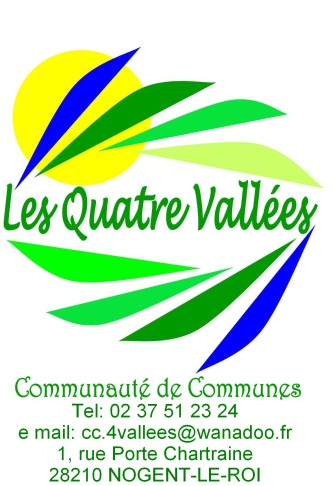 Les Quatre Vallées
Communauté de Communes
Tel: 02 37 51 23 24
e mail: cc.4vallees@wanadoo.fr
1, rue Porte Chartraine
28210 NOGENT-LE-ROI